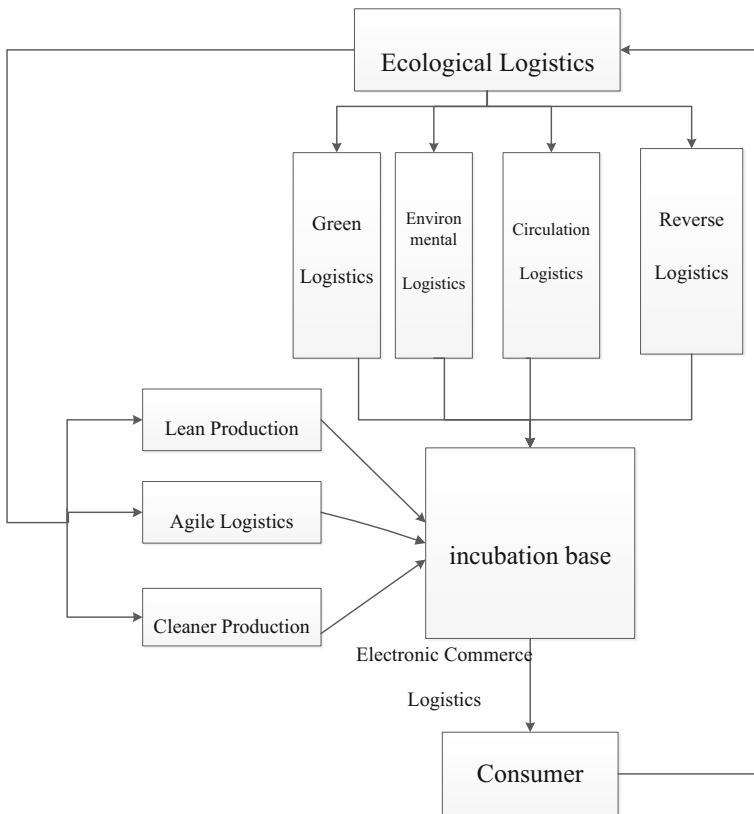 Ecological Logistics
Green
Logistics
Environ
mental
Logistics
Circulation
Logistics
Reverse
Logistics
Lean Production
Agile Logistics
Cleaner Production
incubation base
Electronic Commerce
Logistics
Consumer